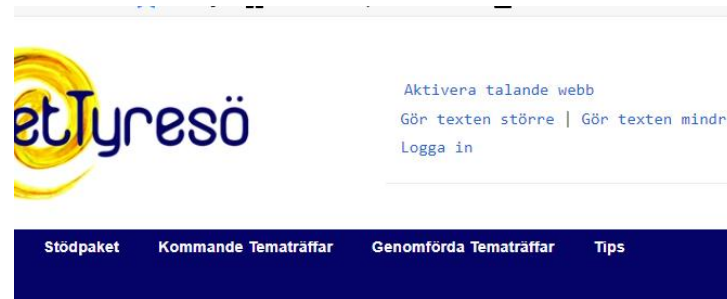 etTyresö
Aktivera talande webb
Gör texten större | Gör texten mindr
Logga in
Stödpaket Kommande Tematräffar Genomförda Tematräffar Tips